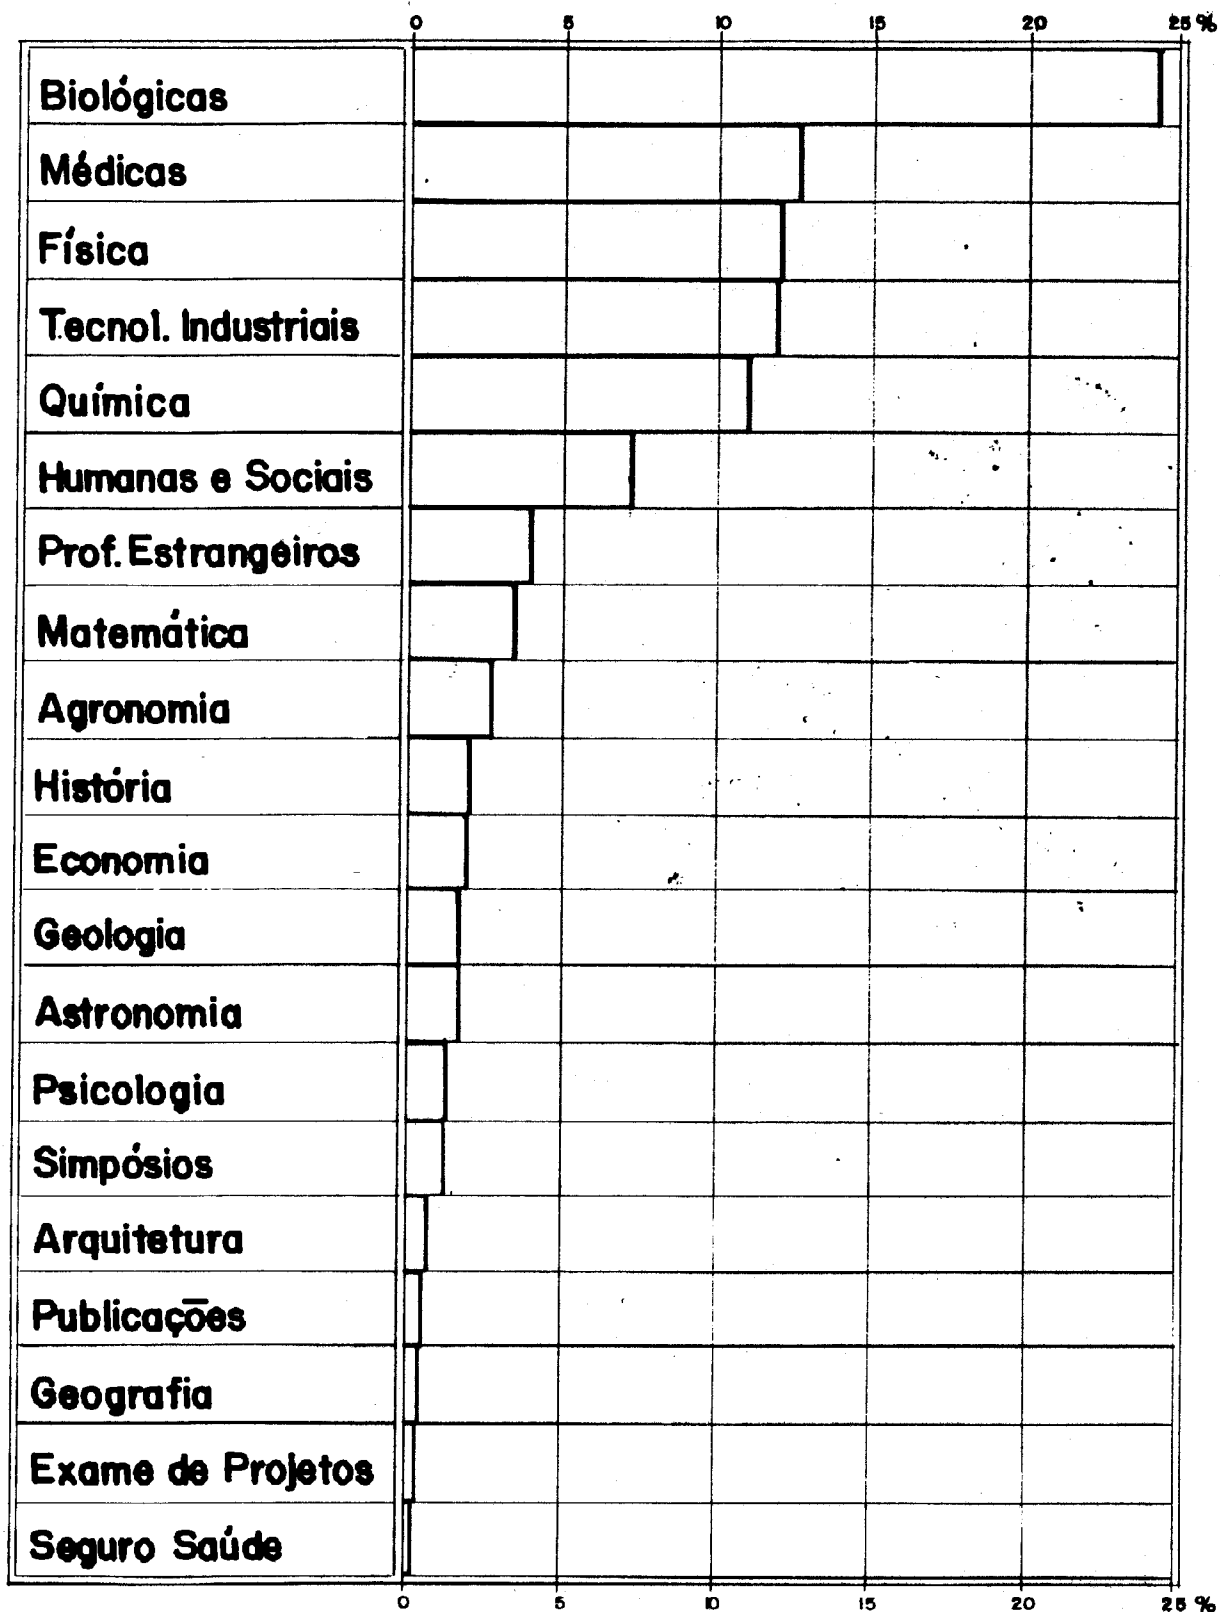 0 5 10 15 20 25 %
Biológicas
Médicas
Física
Tecnol. Industriais
Química
Humanas e Sociais
Prof. Estrangeiros
Matemática
Agronomia
História
Economia
Geologia
Astronomia
Psicologia
Simpósios
Arquitetura
Publicações
Geografia
Exame de Projetos
Seguro Saúde
0 5 10 15 20 25 %